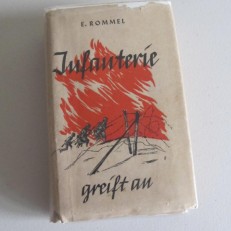 E. ROMMEL
Infanterie
greift an